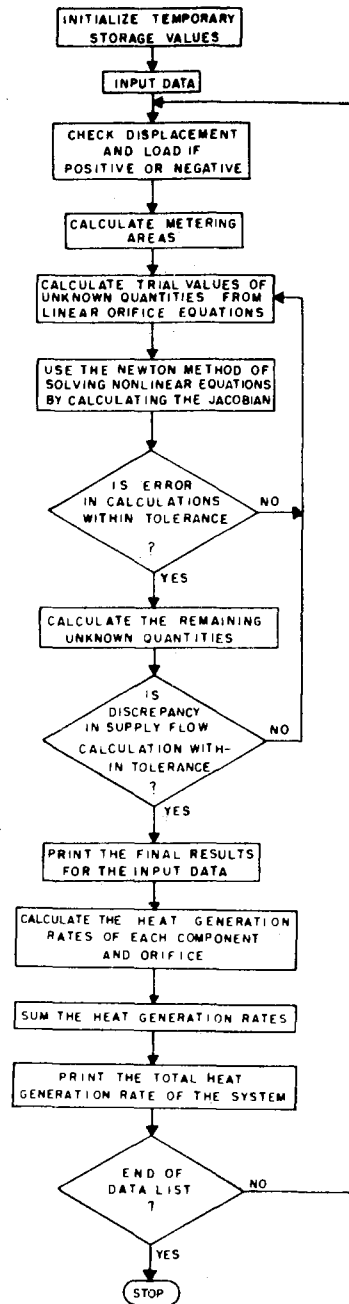 INITIALIZE TEMPORARY
STORAGE VALUES
INPUT DATA
CHECK DISPLACEMENT
AND LOAD IF
POSITIVE OR NEGATIVE
CALCULATE METERING
AREAS
CALCULATE TRIAL VALUES OF
UNKNOWN QUANTITIES FROM
LINEAR ORIFICE EQUATIONS
USE THE NEWTON METHOD OF
SOLVING NONLINEAR EQUATIONS
BY CALCULATING THE JACOBIAN
IS ERROR
IN CALCULATIONS
WITHIN TOLERANCE
?
NO
YES
CALCULATE THE REMAINING
UNKNOWN QUANTITIES
IS
DISCREPANCY
IN SUPPLY FLOW
CALCULATION WITH-
IN TOLERANCE
?
NO
YES
PRINT THE FINAL RESULTS
FOR THE INPUT DATA
CALCULATE THE HEAT GENERATION
RATES OF EACH COMPONENT
AND ORIFICE
SUM THE HEAT GENERATION RATES
PRINT THE TOTAL HEAT
GENERATION RATE OF THE SYSTEM
END OF
DATA LIST
?
NO
YES
STOP